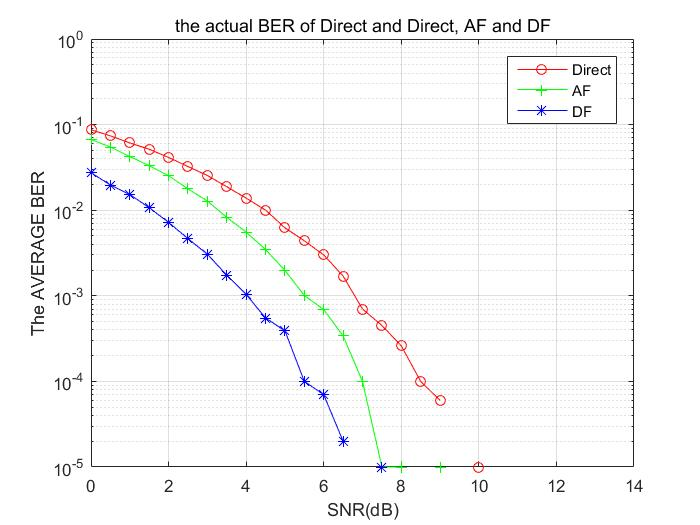 the actual BER of Direct and Direct, AF and DF
10^0
10^-1
10^-2
10^-3
10^-4
10^-5
The AVERAGE BER
Direct
AF
DF
0 2 4 6 8 10 12 14
SNR(dB)